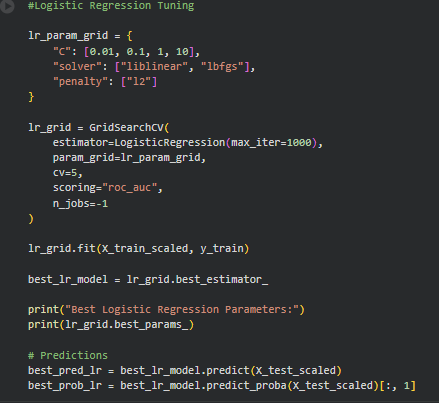 #Logistic Regression Tuning
lr_param_grid = {
    "C": [0.01, 0.1, 1, 10],
    "solver": ["liblinear", "lbfgs"],
    "penalty": ["l2"]
}
lr_grid = GridSearchCV(
    estimator=LogisticRegression(max_iter=1000),
    param_grid=lr_param_grid,
    cv=5,
    scoring="roc_auc",
    n_jobs=-1
)
lr_grid.fit(X_train_scaled, y_train)
best_lr_model = lr_grid.best_estimator_
print("Best Logistic Regression Parameters:")
print(lr_grid.best_params_)
# Predictions
best_pred_lr = best_lr_model.predict(X_test_scaled)
best_prob_lr = best_lr_model.predict_proba(X_test_scaled)[:, 1]